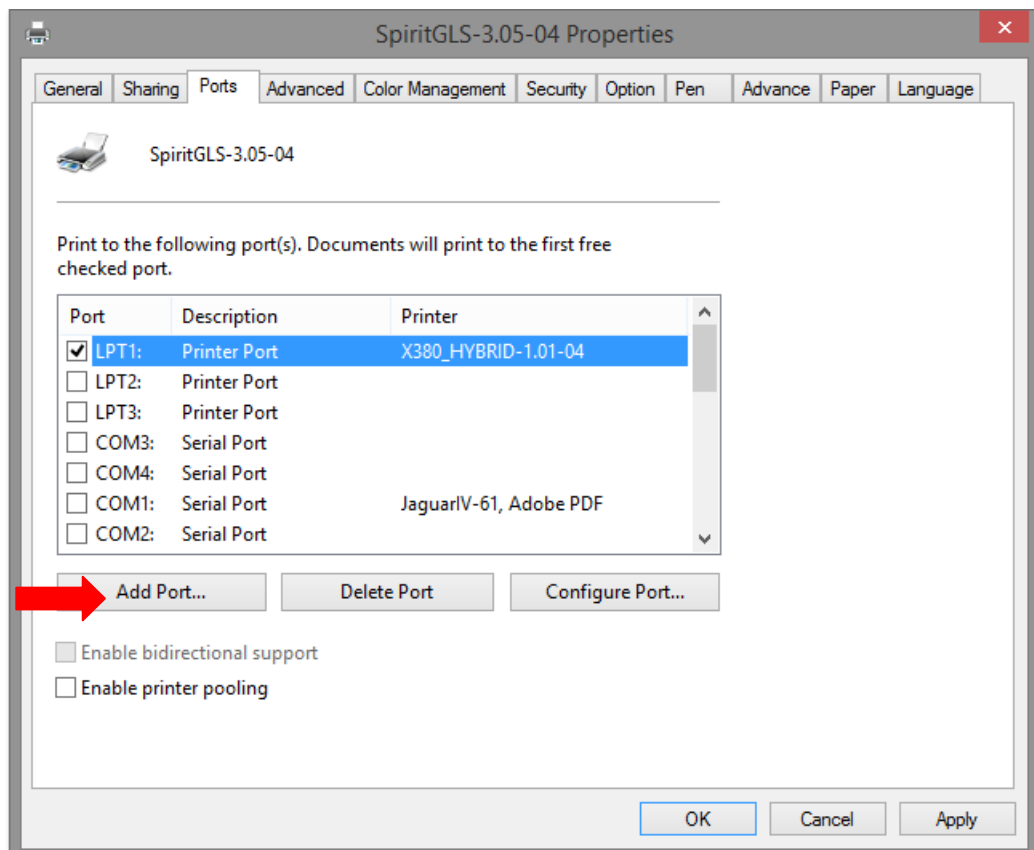 SpiritGLS-3.05-04 Properties
General Sharing Ports Advanced Color Management Security Option Pen Advance Paper Language
SpiritGLS-3.05-04
Print to the following port(s). Documents will print to the first free
checked port.
Port Description Printer
LPT1: Printer Port X380_HYBRID-1.01-04
LPT2: Printer Port
LPT3: Printer Port
COM3: Serial Port
COM4: Serial Port
COM1: Serial Port JaguarIV-61, Adobe PDF
COM2: Serial Port
Add Port... Delete Port Configure Port...
Enable bidirectional support
Enable printer pooling
OK Cancel Apply